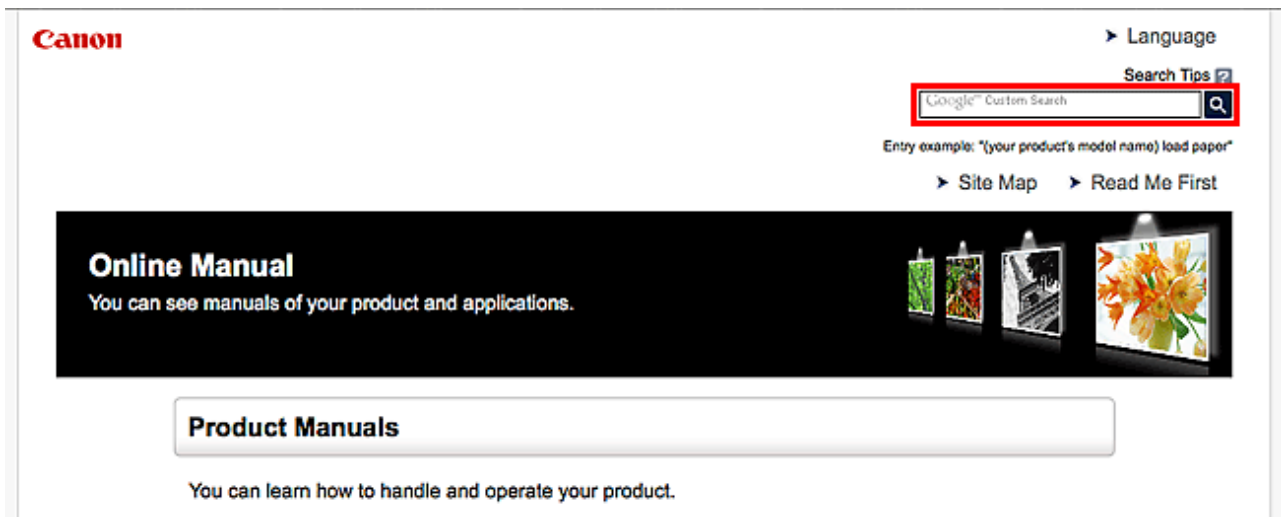 Canon
Language
Search Tips ?
Google™ Custom Search
Entry example: "(your product's model name) load paper"
Site Map Read Me First
Online Manual
You can see manuals of your product and applications.
Product Manuals
You can learn how to handle and operate your product.